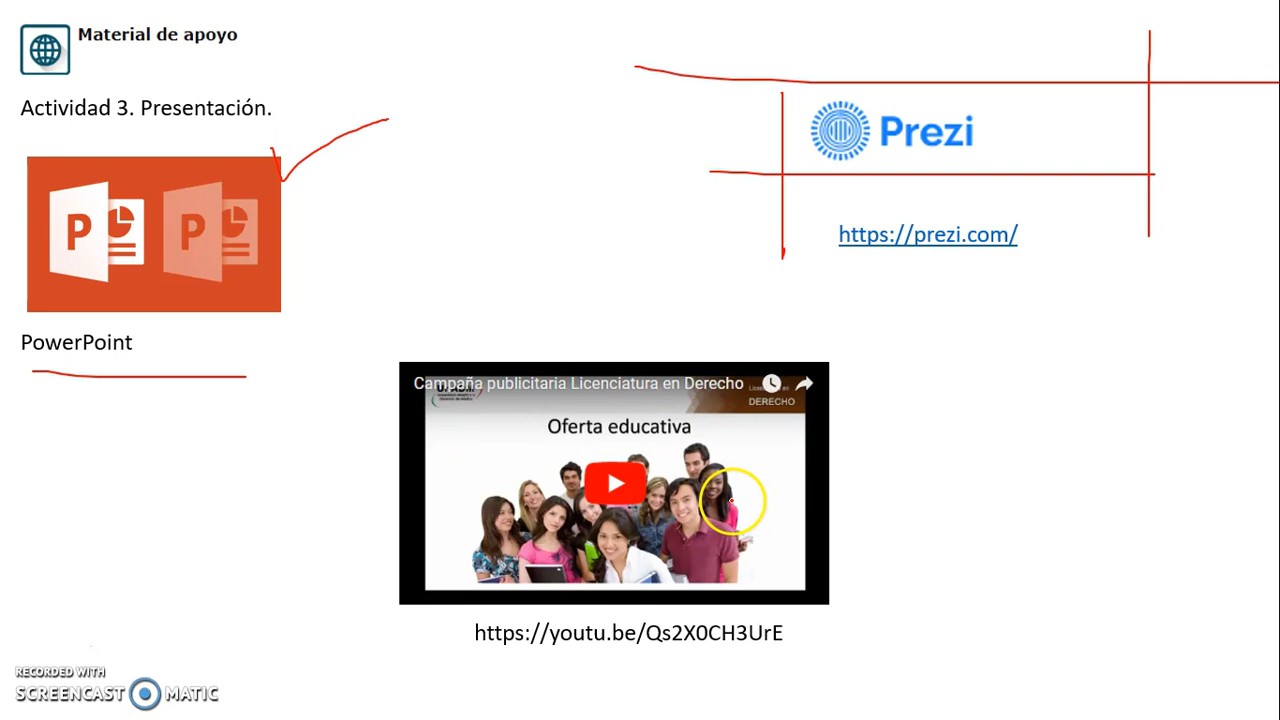 Material de apoyo
Actividad 3. Presentación.
Prezi
P P
https://prezi.com/
PowerPoint
Campaña publicitaria Licenciatura en Derecho
DERECHO
Oferta educativa
https://youtu.be/Qs2X0CH3UrE
RECORDED WITH
SCREENCAST MATIC